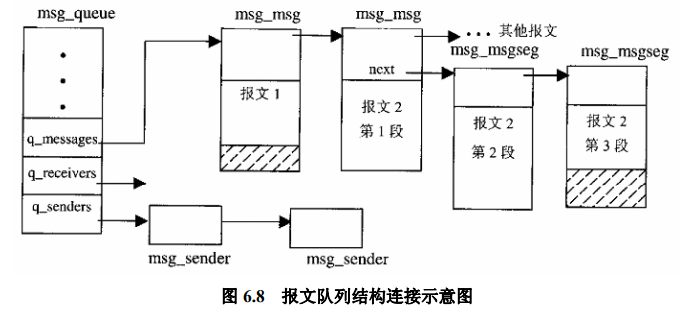 msg_queue
msg_msg
msg_msg
··· 其他报文
msg_msgseg
msg_msgseg
next
报文 1
报文 2
第 1 段
报文 2
第 2 段
报文 2
第 3 段
q_messages
q_receivers
q_senders
msg_sender
msg_sender
图 6.8 报文队列结构连接示意图